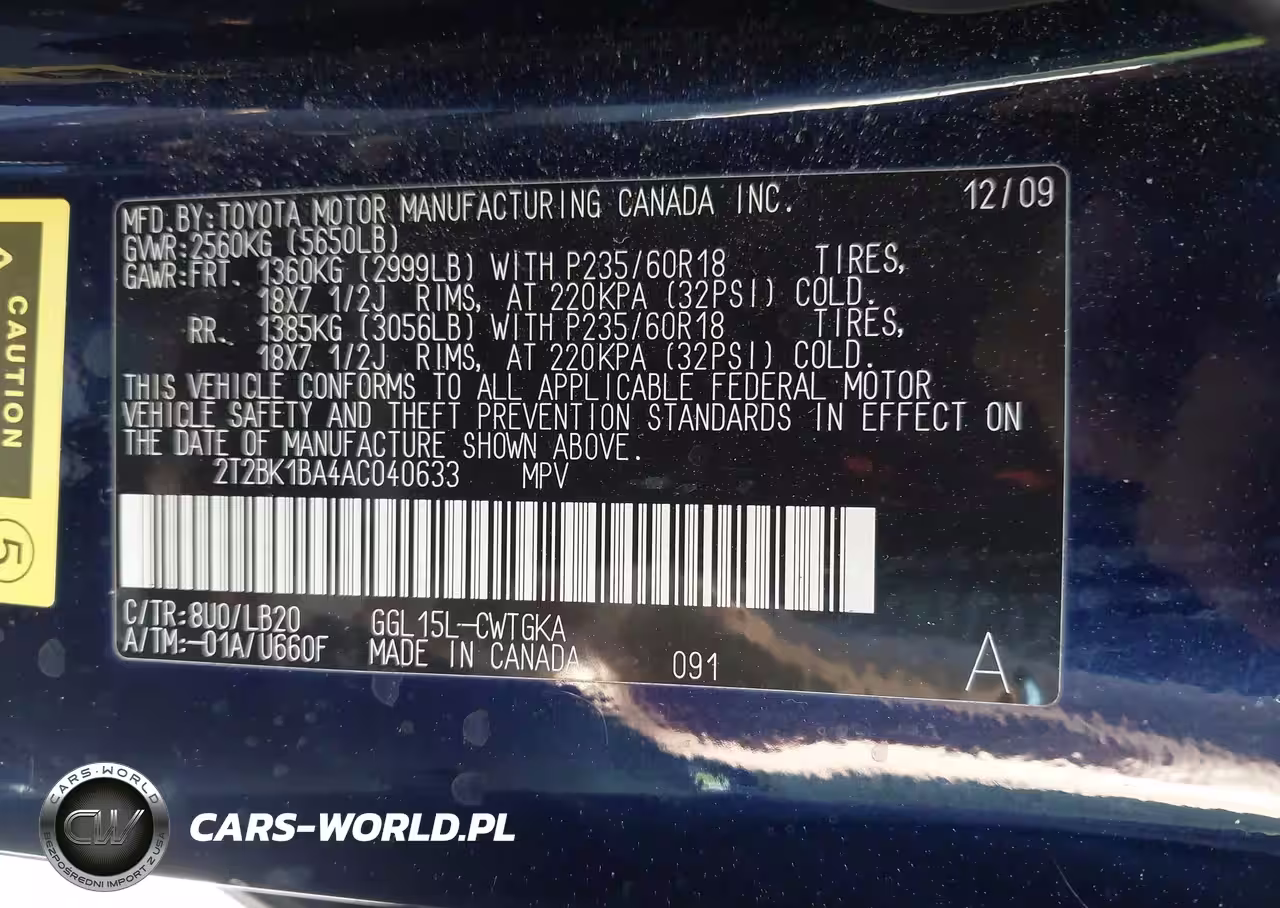 MFD.BY:TOYOTA MOTOR MANUFACTURING CANADA INC. 12/09
GVWR:2560KG (5650LB)
GAWR:FRT. 1360KG (2999LB) WITH P235/60R18 TIRES,
18X7 1/2J RIMS, AT 220KPA (32PSI) COLD.
RR. 1385KG (3056LB) WITH P235/60R18 TIRES,
18X7 1/2J RIMS, AT 220KPA (32PSI) COLD.
THIS VEHICLE CONFORMS TO ALL APPLICABLE FEDERAL MOTOR
VEHICLE SAFETY AND THEFT PREVENTION STANDARDS IN EFFECT ON
THE DATE OF MANUFACTURE SHOWN ABOVE.
2T2BK1BA4AC040633 MPV
C/TR:8U0/LB20 GGL15L-CWTGKA
A/TM:-01A/U660F MADE IN CANADA 091 A
CAUTION
5
CARS-WORLD
CW
BEZPOŚREDNI IMPORT Z USA
CARS-WORLD.PL